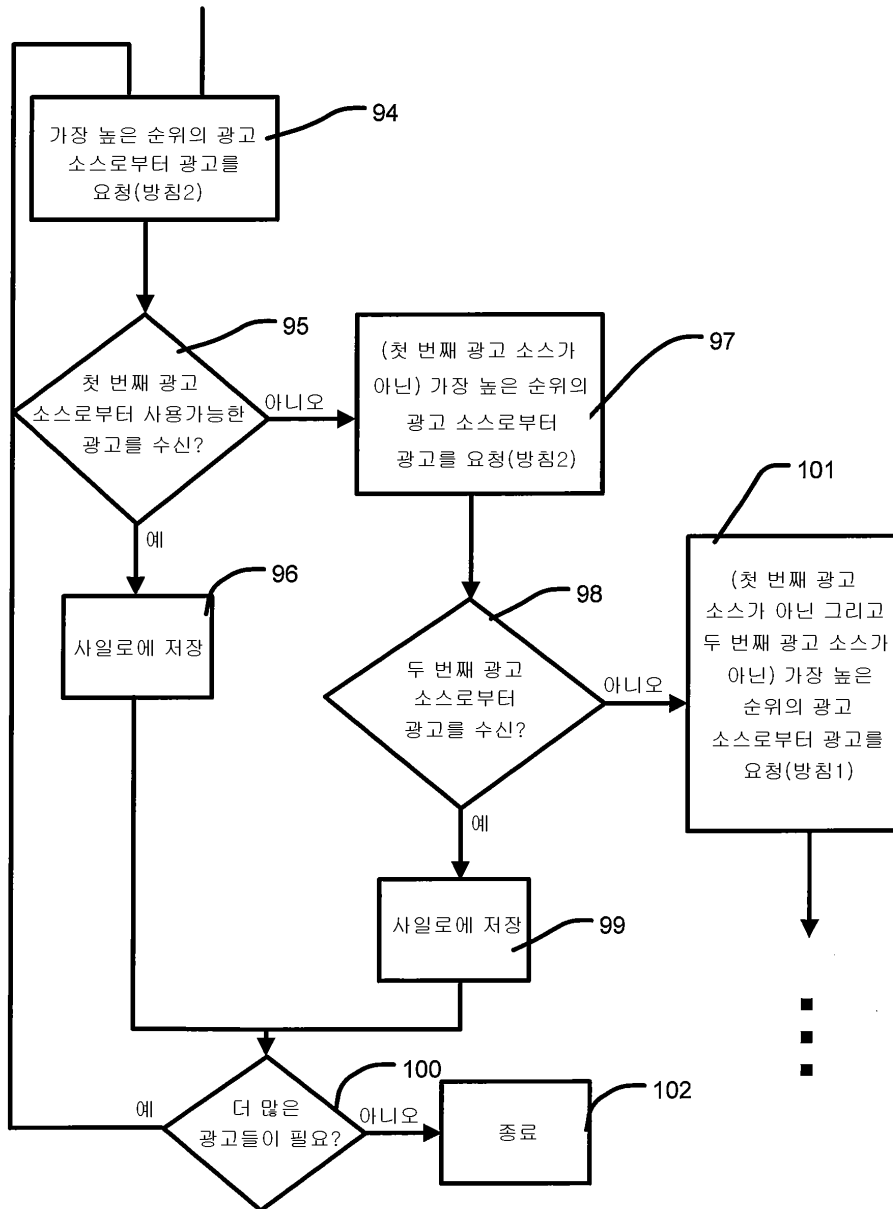 가장 높은 순위의 광고
소스로부터 광고를
요청(방침2)
94
첫 번째 광고
소스로부터 사용가능한
광고를 수신?
95
아니오
예
(첫 번째 광고 소스가
아닌) 가장 높은 순위의
광고 소스로부터
광고를 요청(방침2)
97
사일로에 저장
96
두 번째 광고
소스로부터
광고를 수신?
98
아니오
예
(첫 번째 광고
소스가 아닌 그리고
두 번째 광고 소스가
아닌) 가장 높은
순위의 광고
소스로부터 광고를
요청(방침1)
101
사일로에 저장
99
더 많은
광고들이 필요?
100
예
아니오
종료
102